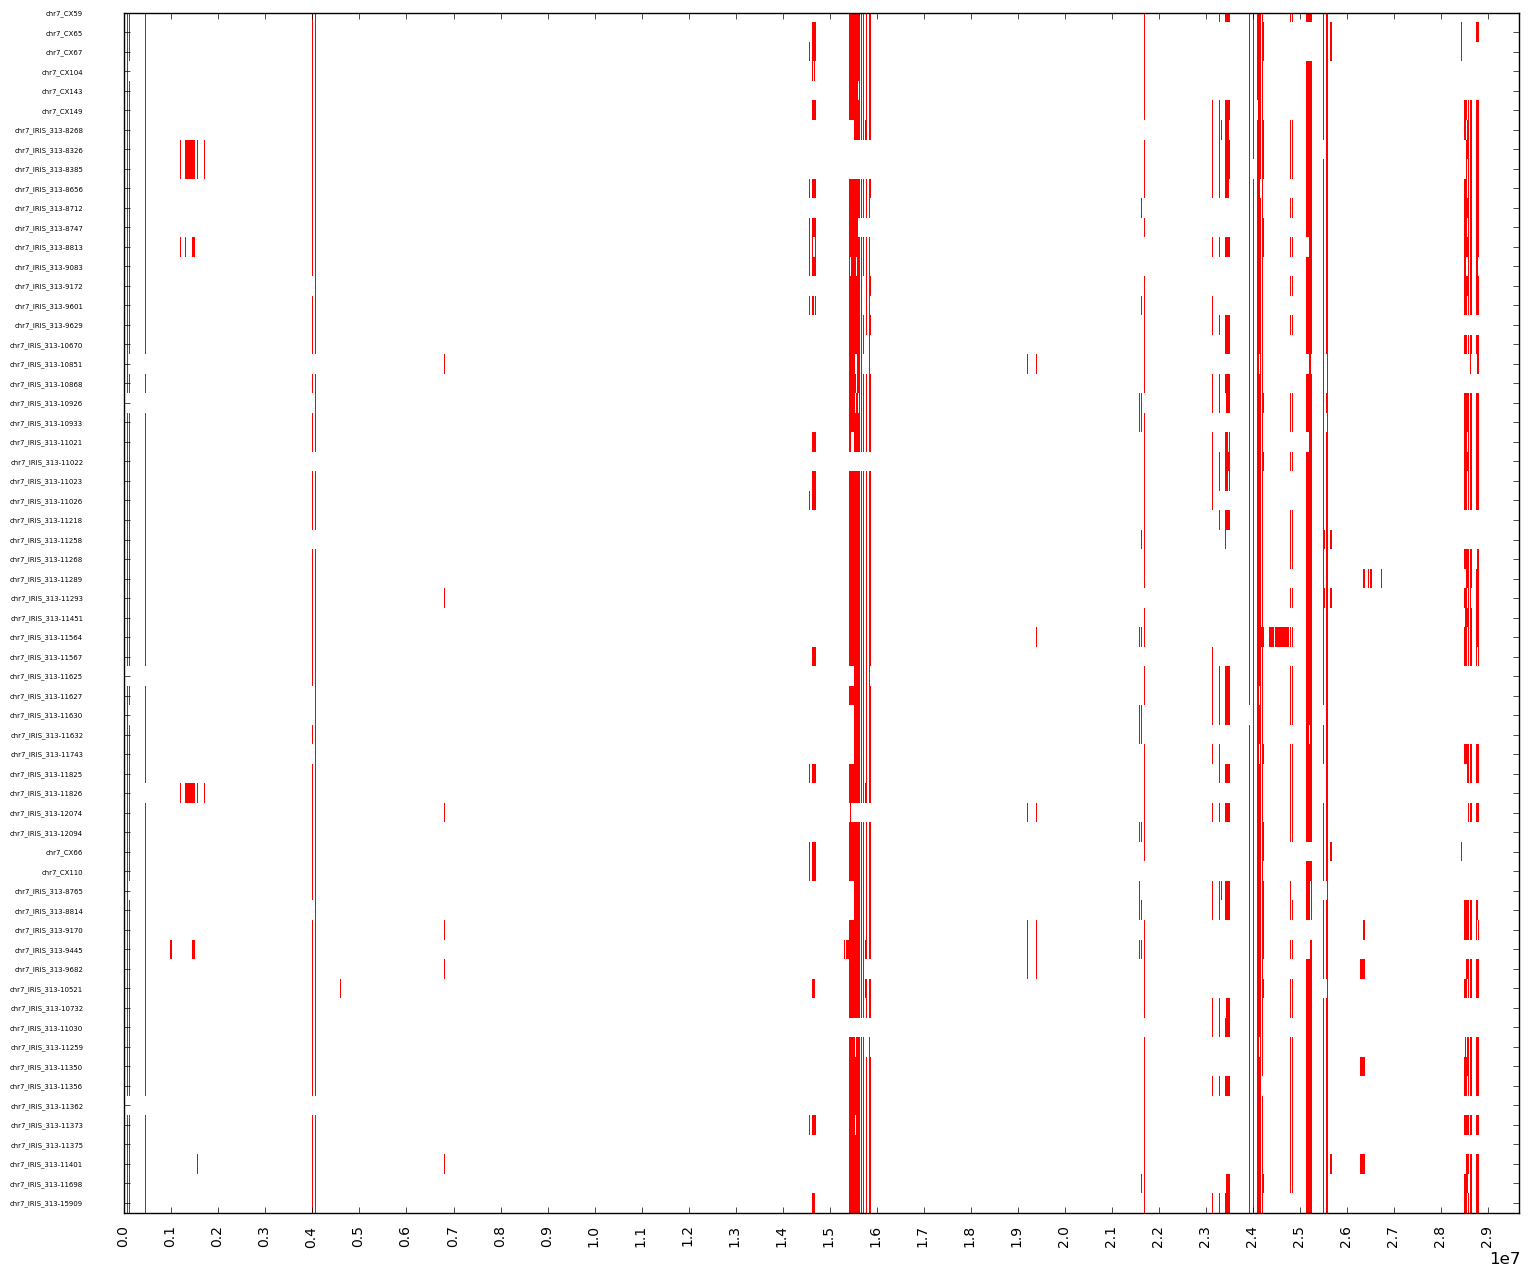 chr7_CX59
chr7_CX65
chr7_CX67
chr7_CX104
chr7_CX143
chr7_CX149
chr7_IRIS_313-8268
chr7_IRIS_313-8326
chr7_IRIS_313-8385
chr7_IRIS_313-8656
chr7_IRIS_313-8712
chr7_IRIS_313-8747
chr7_IRIS_313-8813
chr7_IRIS_313-9083
chr7_IRIS_313-9172
chr7_IRIS_313-9601
chr7_IRIS_313-9629
chr7_IRIS_313-10670
chr7_IRIS_313-10851
chr7_IRIS_313-10868
chr7_IRIS_313-10926
chr7_IRIS_313-10933
chr7_IRIS_313-11021
chr7_IRIS_313-11022
chr7_IRIS_313-11023
chr7_IRIS_313-11026
chr7_IRIS_313-11218
chr7_IRIS_313-11258
chr7_IRIS_313-11268
chr7_IRIS_313-11289
chr7_IRIS_313-11293
chr7_IRIS_313-11451
chr7_IRIS_313-11564
chr7_IRIS_313-11567
chr7_IRIS_313-11625
chr7_IRIS_313-11627
chr7_IRIS_313-11630
chr7_IRIS_313-11632
chr7_IRIS_313-11743
chr7_IRIS_313-11825
chr7_IRIS_313-11826
chr7_IRIS_313-12074
chr7_IRIS_313-12094
chr7_CX66
chr7_CX110
chr7_IRIS_313-8765
chr7_IRIS_313-8814
chr7_IRIS_313-9170
chr7_IRIS_313-9445
chr7_IRIS_313-9682
chr7_IRIS_313-10521
chr7_IRIS_313-10732
chr7_IRIS_313-11030
chr7_IRIS_313-11259
chr7_IRIS_313-11350
chr7_IRIS_313-11356
chr7_IRIS_313-11362
chr7_IRIS_313-11373
chr7_IRIS_313-11375
chr7_IRIS_313-11401
chr7_IRIS_313-11698
chr7_IRIS_313-15909
0.0 0.1 0.2 0.3 0.4 0.5 0.6 0.7 0.8 0.9 1.0 1.1 1.2 1.3 1.4 1.5 1.6 1.7 1.8 1.9 2.0 2.1 2.2 2.3 2.4 2.5 2.6 2.7 2.8 2.9
1e7